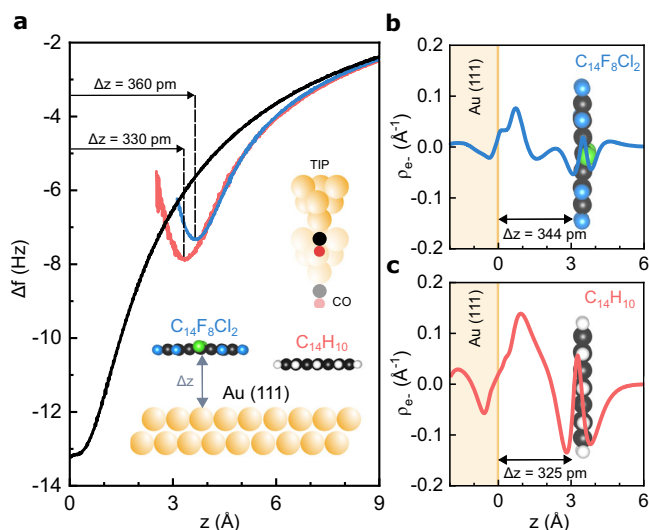 a
Δf (Hz)
-2
-4
-6
-8
-10
-12
-14
Δz = 360 pm
Δz = 330 pm
TIP
CO
C₁₄F₈Cl₂
C₁₄H₁₀
Δz
Au (111)
0
3
6
9
z (Å)
b
ρe- (Å⁻¹)
0.2
0.1
0.0
-0.1
-0.2
Au (111)
C₁₄F₈Cl₂
Δz = 344 pm
0
3
6
c
ρe- (Å⁻¹)
0.2
0.1
0.0
-0.1
-0.2
Au (111)
C₁₄H₁₀
Δz = 325 pm
0
3
6
z (Å)